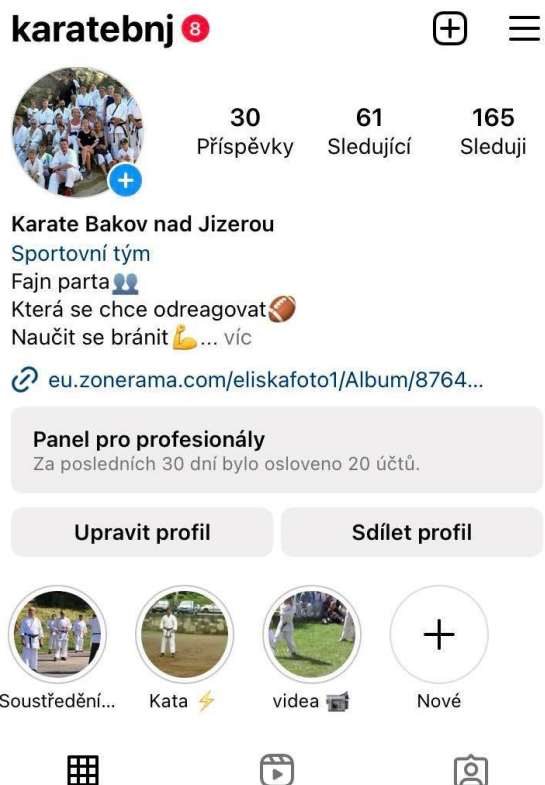 karatebnj 8
30 61 165
Příspěvky Sledující Sleduji
Karate Bakov nad Jizerou
Sportovní tým
Fajn parta👥
Která se chce odreagovat🏈
Naučit se bránit💪... víc
eu.zonerama.com/eliskafoto1/Album/8764...
Panel pro profesionály
Za posledních 30 dní bylo osloveno 20 účtů.
Upravit profil Sdílet profil
Soustředění... Kata ⚡ videa 📹 Nové